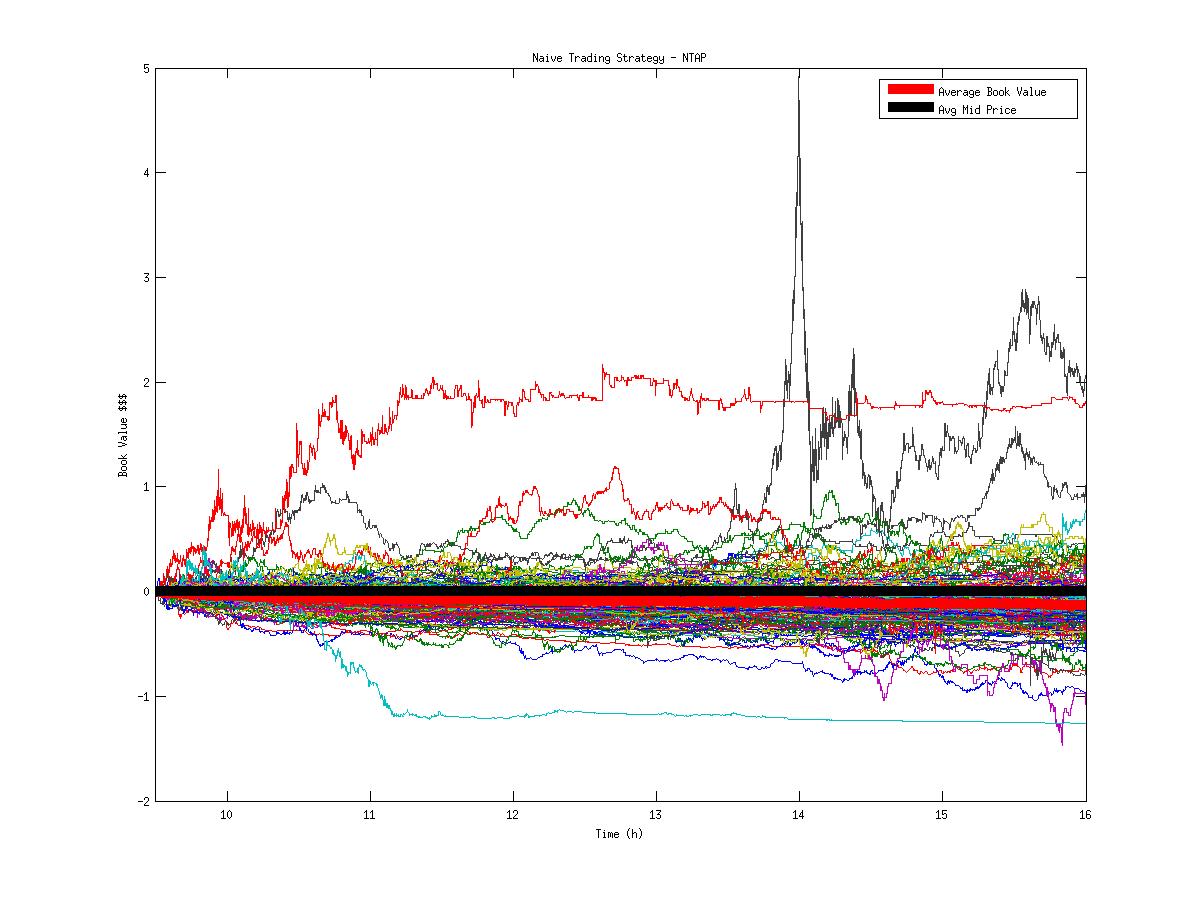 Naive Trading Strategy - NTAP
Average Book Value
Avg Mid Price
5
4
3
2
1
0
-1
-2
Book Value $$$
10 11 12 13 14 15 16
Time (h)